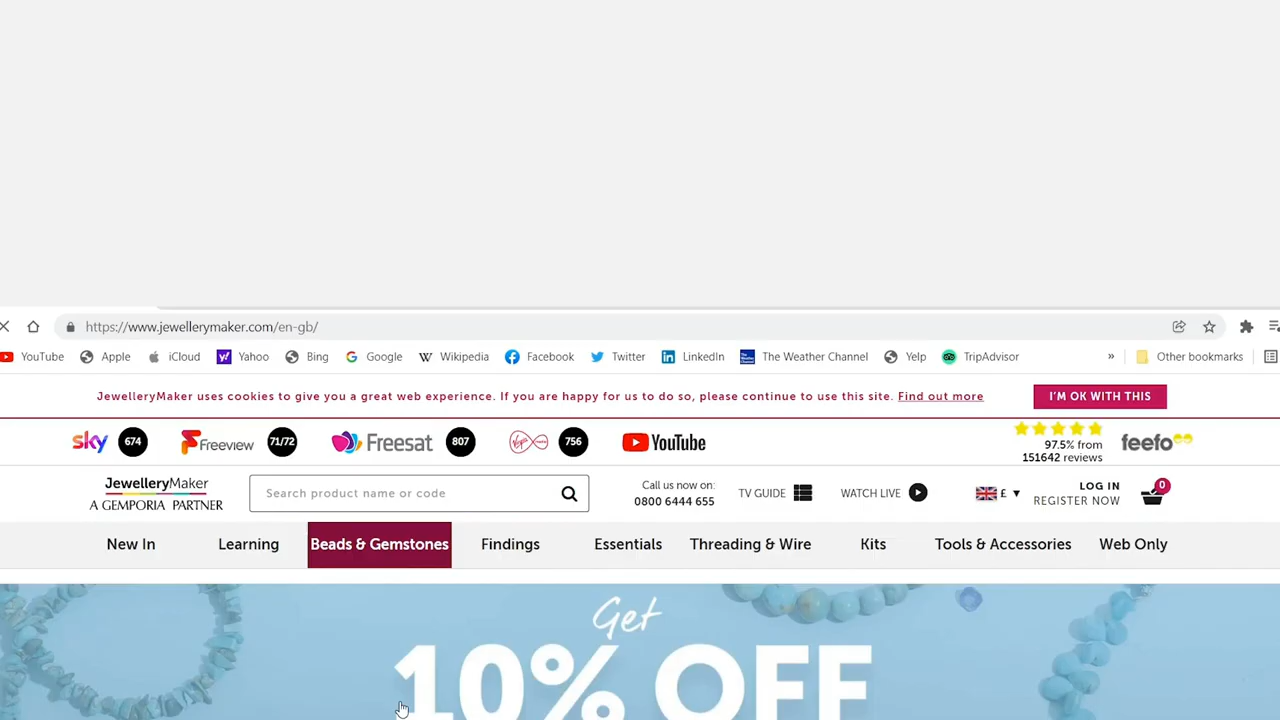 https://www.jewellerymaker.com/en-gb/
YouTube Apple iCloud Yahoo Bing Google Wikipedia Facebook Twitter LinkedIn The Weather Channel Yelp TripAdvisor » Other bookmarks
JewelleryMaker uses cookies to give you a great web experience. If you are happy for us to do so, please continue to use this site. Find out more I'M OK WITH THIS
sky 674 Freeview 71/72 Freesat 807 Virgin media 756 YouTube
97.5% from
151642 reviews
feefo
JewelleryMaker
A GEMPORIA PARTNER
Search product name or code
Call us now on:
0800 6444 655
TV GUIDE WATCH LIVE £ LOG IN
REGISTER NOW
0
New In Learning Beads & Gemstones Findings Essentials Threading & Wire Kits Tools & Accessories Web Only
Get
10% OFF